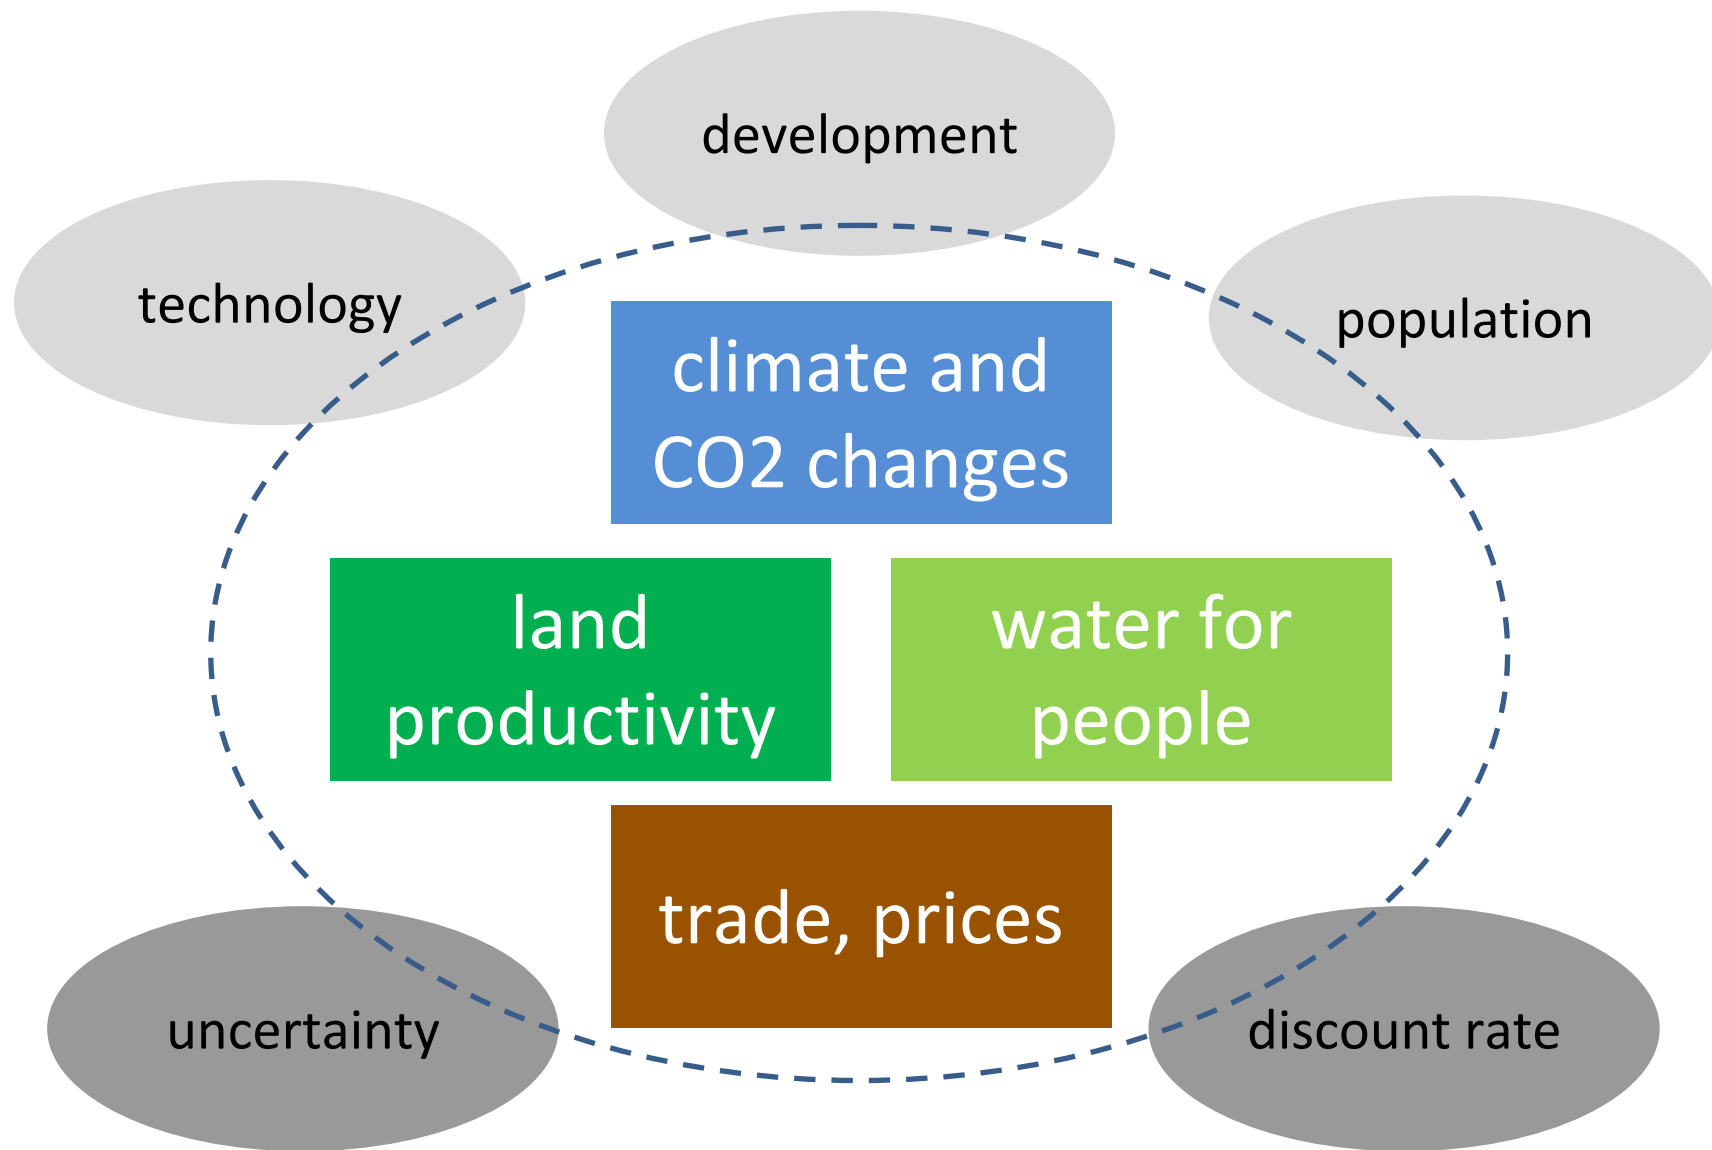 development
technology
population
climate and
CO2 changes
land
productivity
water for
people
trade, prices
uncertainty
discount rate